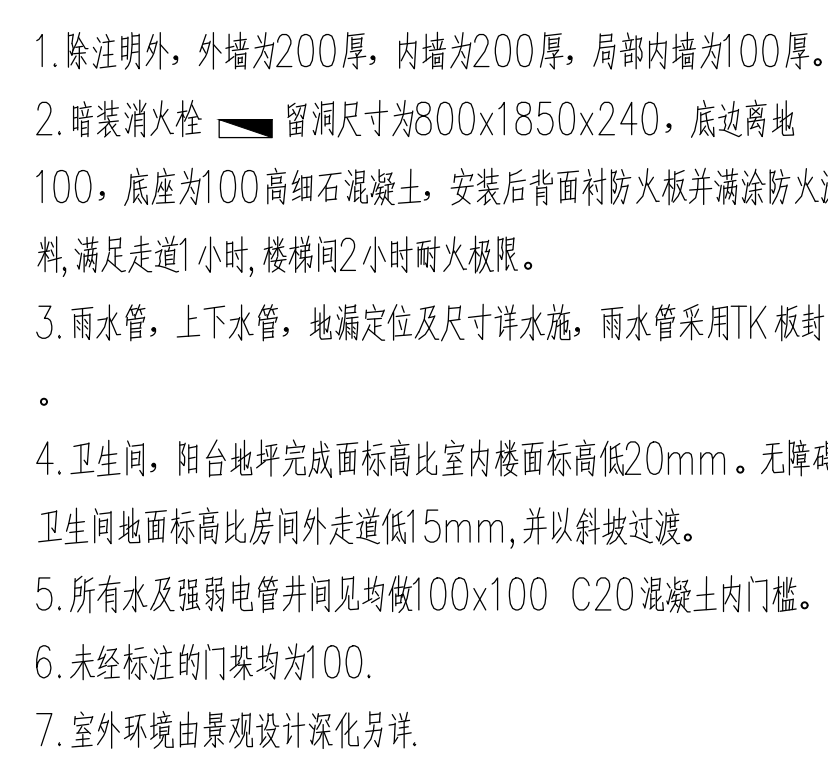 1.除注明外，外墙为200厚，内墙为200厚，局部内墙为100厚。
2.暗装消火栓 留洞尺寸为800x1850x240，底边离地
100，底座为100高细石混凝土，安装后背面衬防火板并满涂防火
料,满足走道1小时,楼梯间2小时耐火极限。
3.雨水管，上下水管，地漏定位及尺寸详水施，雨水管采用TK板封
。
4.卫生间，阳台地坪完成面标高比室内楼面标高低20mm。无障
卫生间地面标高比房间外走道低15mm,并以斜坡过渡。
5.所有水及强弱电管井间见均做100x100 C20混凝土内门槛。
6.未经标注的门垛均为100.
7.室外环境由景观设计深化另详.